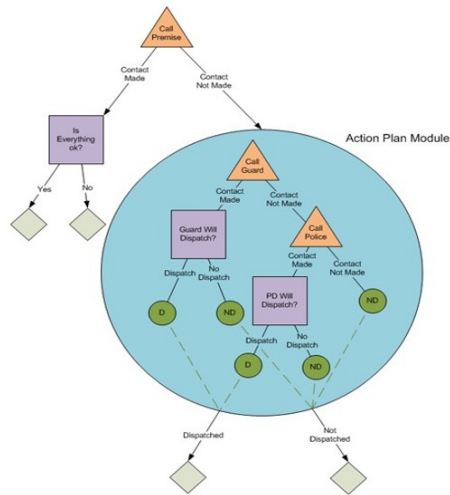 Call
Premise
Contact
Made
Contact
Not Made
Is
Everything
ok?
Yes
No
Action Plan Module
Call
Guard
Contact
Made
Contact
Not Made
Guard Will
Dispatch?
Call
Police
Contact
Made
Contact
Not Made
Dispatch
No
Dispatch
PD Will
Dispatch?
D
ND
ND
Dispatch
No
Dispatch
D
ND
Dispatched
Not
Dispatched